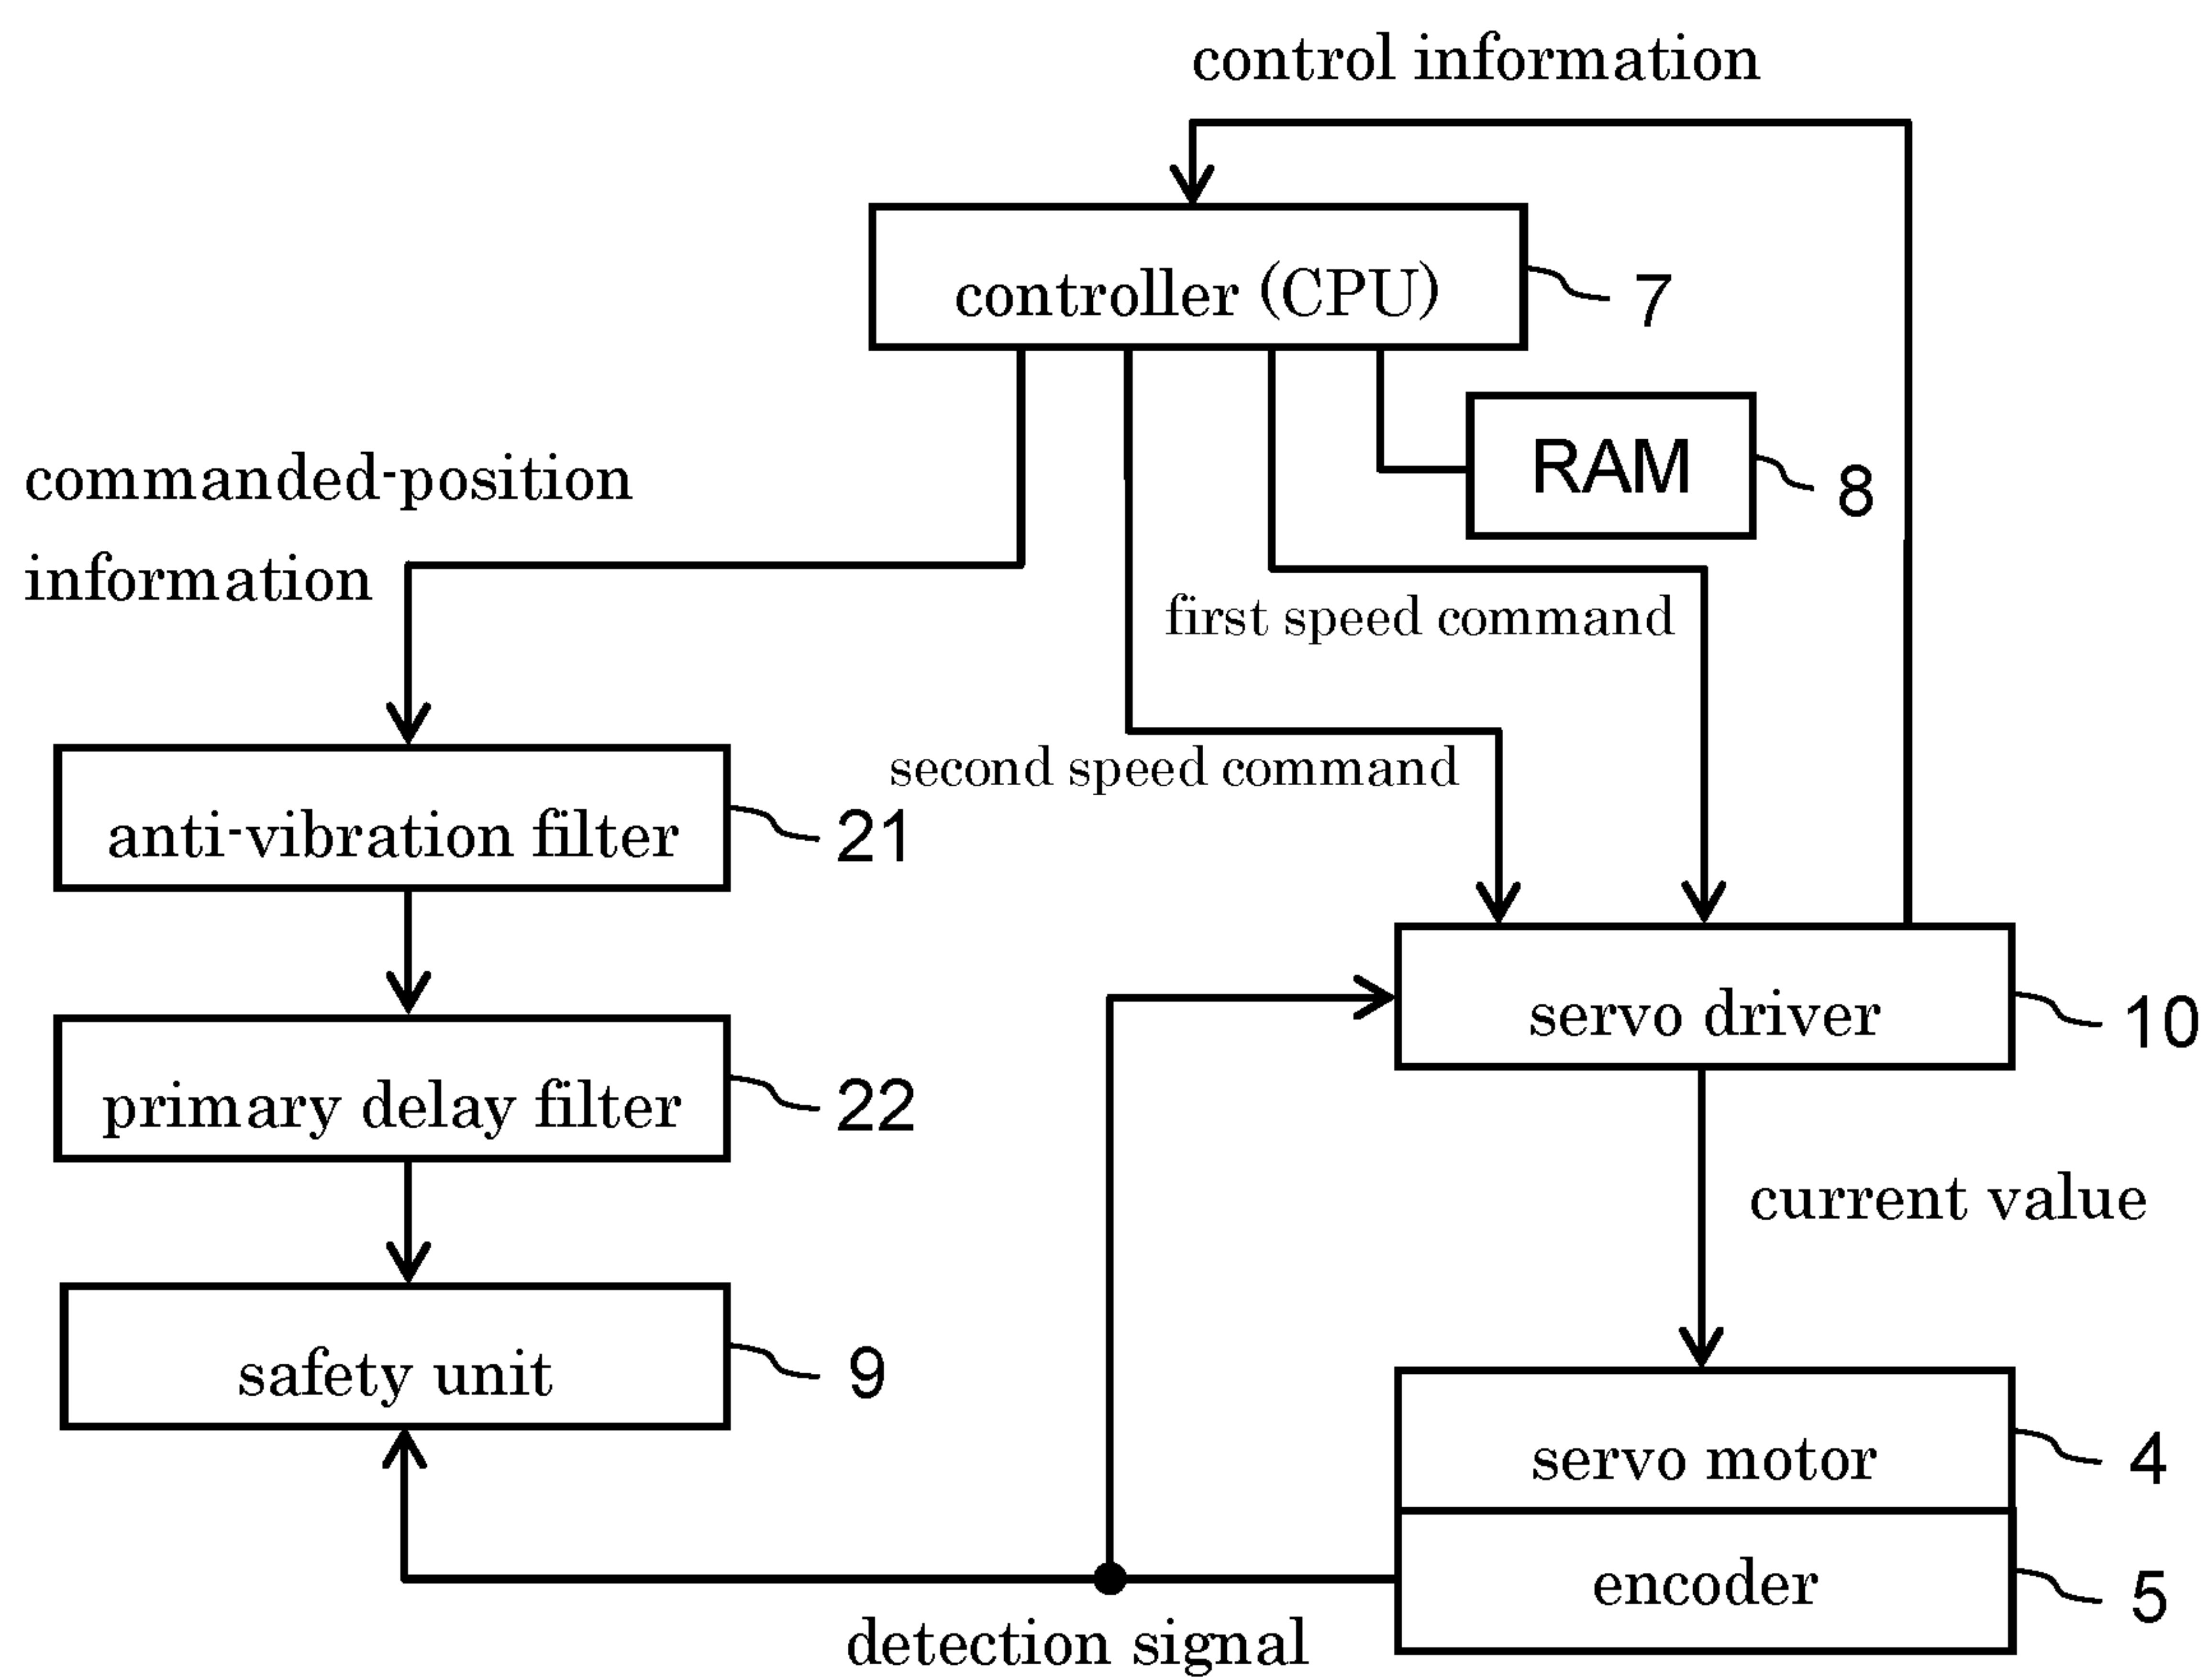 control information
controller (CPU)
7
RAM
8
commanded-position
information
first speed command
second speed command
anti-vibration filter
21
servo driver
10
primary delay filter
22
current value
safety unit
9
servo motor
4
encoder
5
detection signal